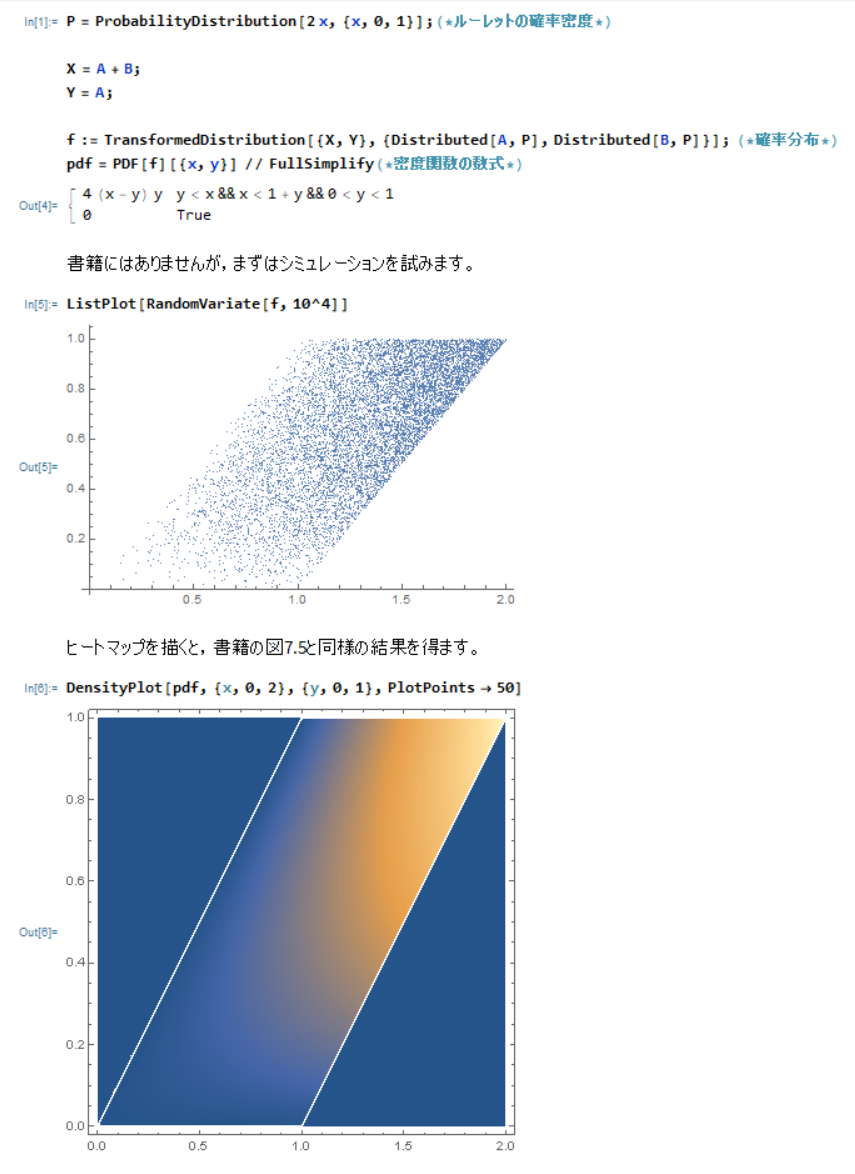 In[1]:= P = ProbabilityDistribution[2 x, {x, 0, 1}]; (*ルーレットの確率密度*)
X = A + B;
Y = A;
f := TransformedDistribution[{X, Y}, {Distributed[A, P], Distributed[B, P]}]; (*確率分布*)
pdf = PDF[f][{x, y}] // FullSimplify (*密度関数の数式*)
Out[4]= { 4 (x - y) y y < x && x < 1 + y && 0 < y < 1
0 True
書籍にはありませんが, まずはシミュレーションを試みます。
In[5]:= ListPlot[RandomVariate[f, 10^4]]
1.0
0.8
0.6
Out[5]=
0.4
0.2
0.5 1.0 1.5 2.0
ヒートマップを描くと, 書籍の図7.5と同様の結果を得ます。
In[6]:= DensityPlot[pdf, {x, 0, 2}, {y, 0, 1}, PlotPoints → 50]
1.0
0.8
0.6
Out[6]=
0.4
0.2
0.0
0.0 0.5 1.0 1.5 2.0